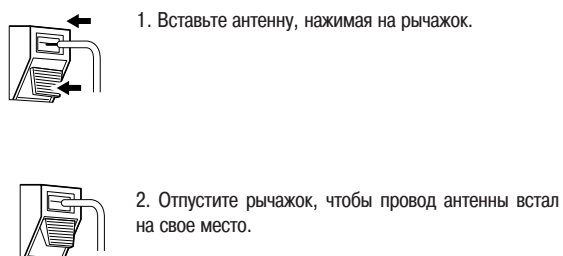 1. Вставьте антенну, нажимая на рычажок.
2. Отпустите рычажок, чтобы провод антенны встал
на свое место.